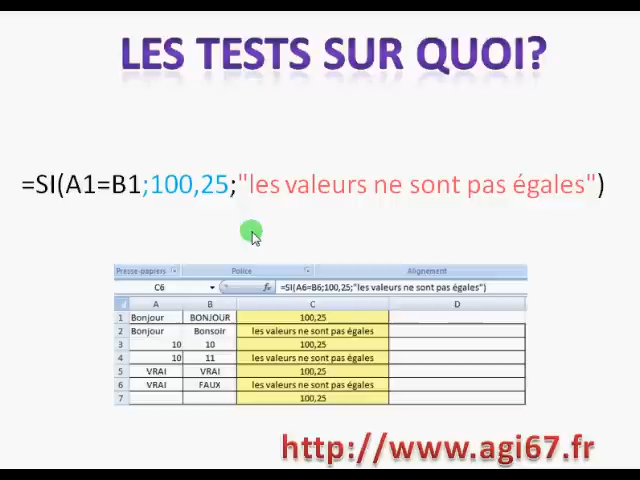 LES TESTS SUR QUOI?
=SI(A1=B1;100,25;"les valeurs ne sont pas égales")
Presse-papiers Police Alignement
C6 fx =SI(A6=B6;100,25;"les valeurs ne sont pas égales")
A B C D
1 Bonjour BONJOUR 100,25
2 Bonjour Bonsoir les valeurs ne sont pas égales
3 10 10 100,25
4 10 11 les valeurs ne sont pas égales
5 VRAI VRAI 100,25
6 VRAI FAUX les valeurs ne sont pas égales
7 100,25
http://www.agi67.fr